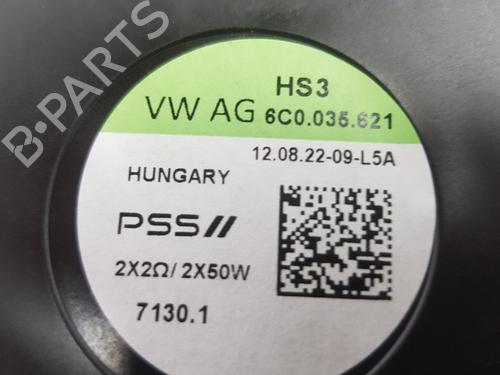 B-PARTS
HS3
VW AG 6C0.035.621
12.08.22-09-L5A
HUNGARY
PSS//
2X2Ω/ 2X50W
7130.1